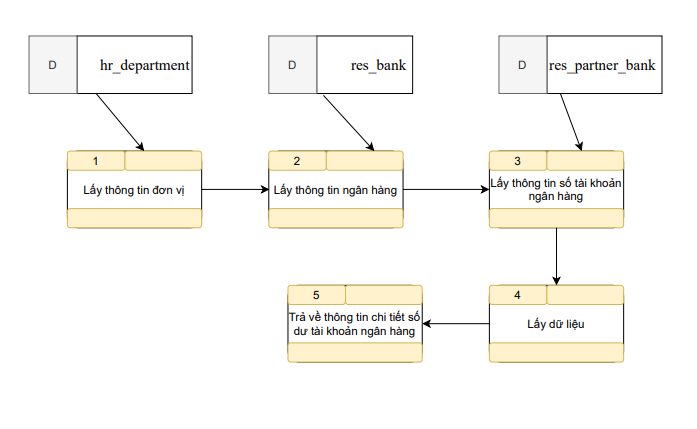 D
hr_department
D
res_bank
D
res_partner_bank
1
Lấy thông tin đơn vị
2
Lấy thông tin ngân hàng
3
Lấy thông tin số tài khoản
ngân hàng
4
Lấy dữ liệu
5
Trả về thông tin chi tiết số
dư tài khoản ngân hàng